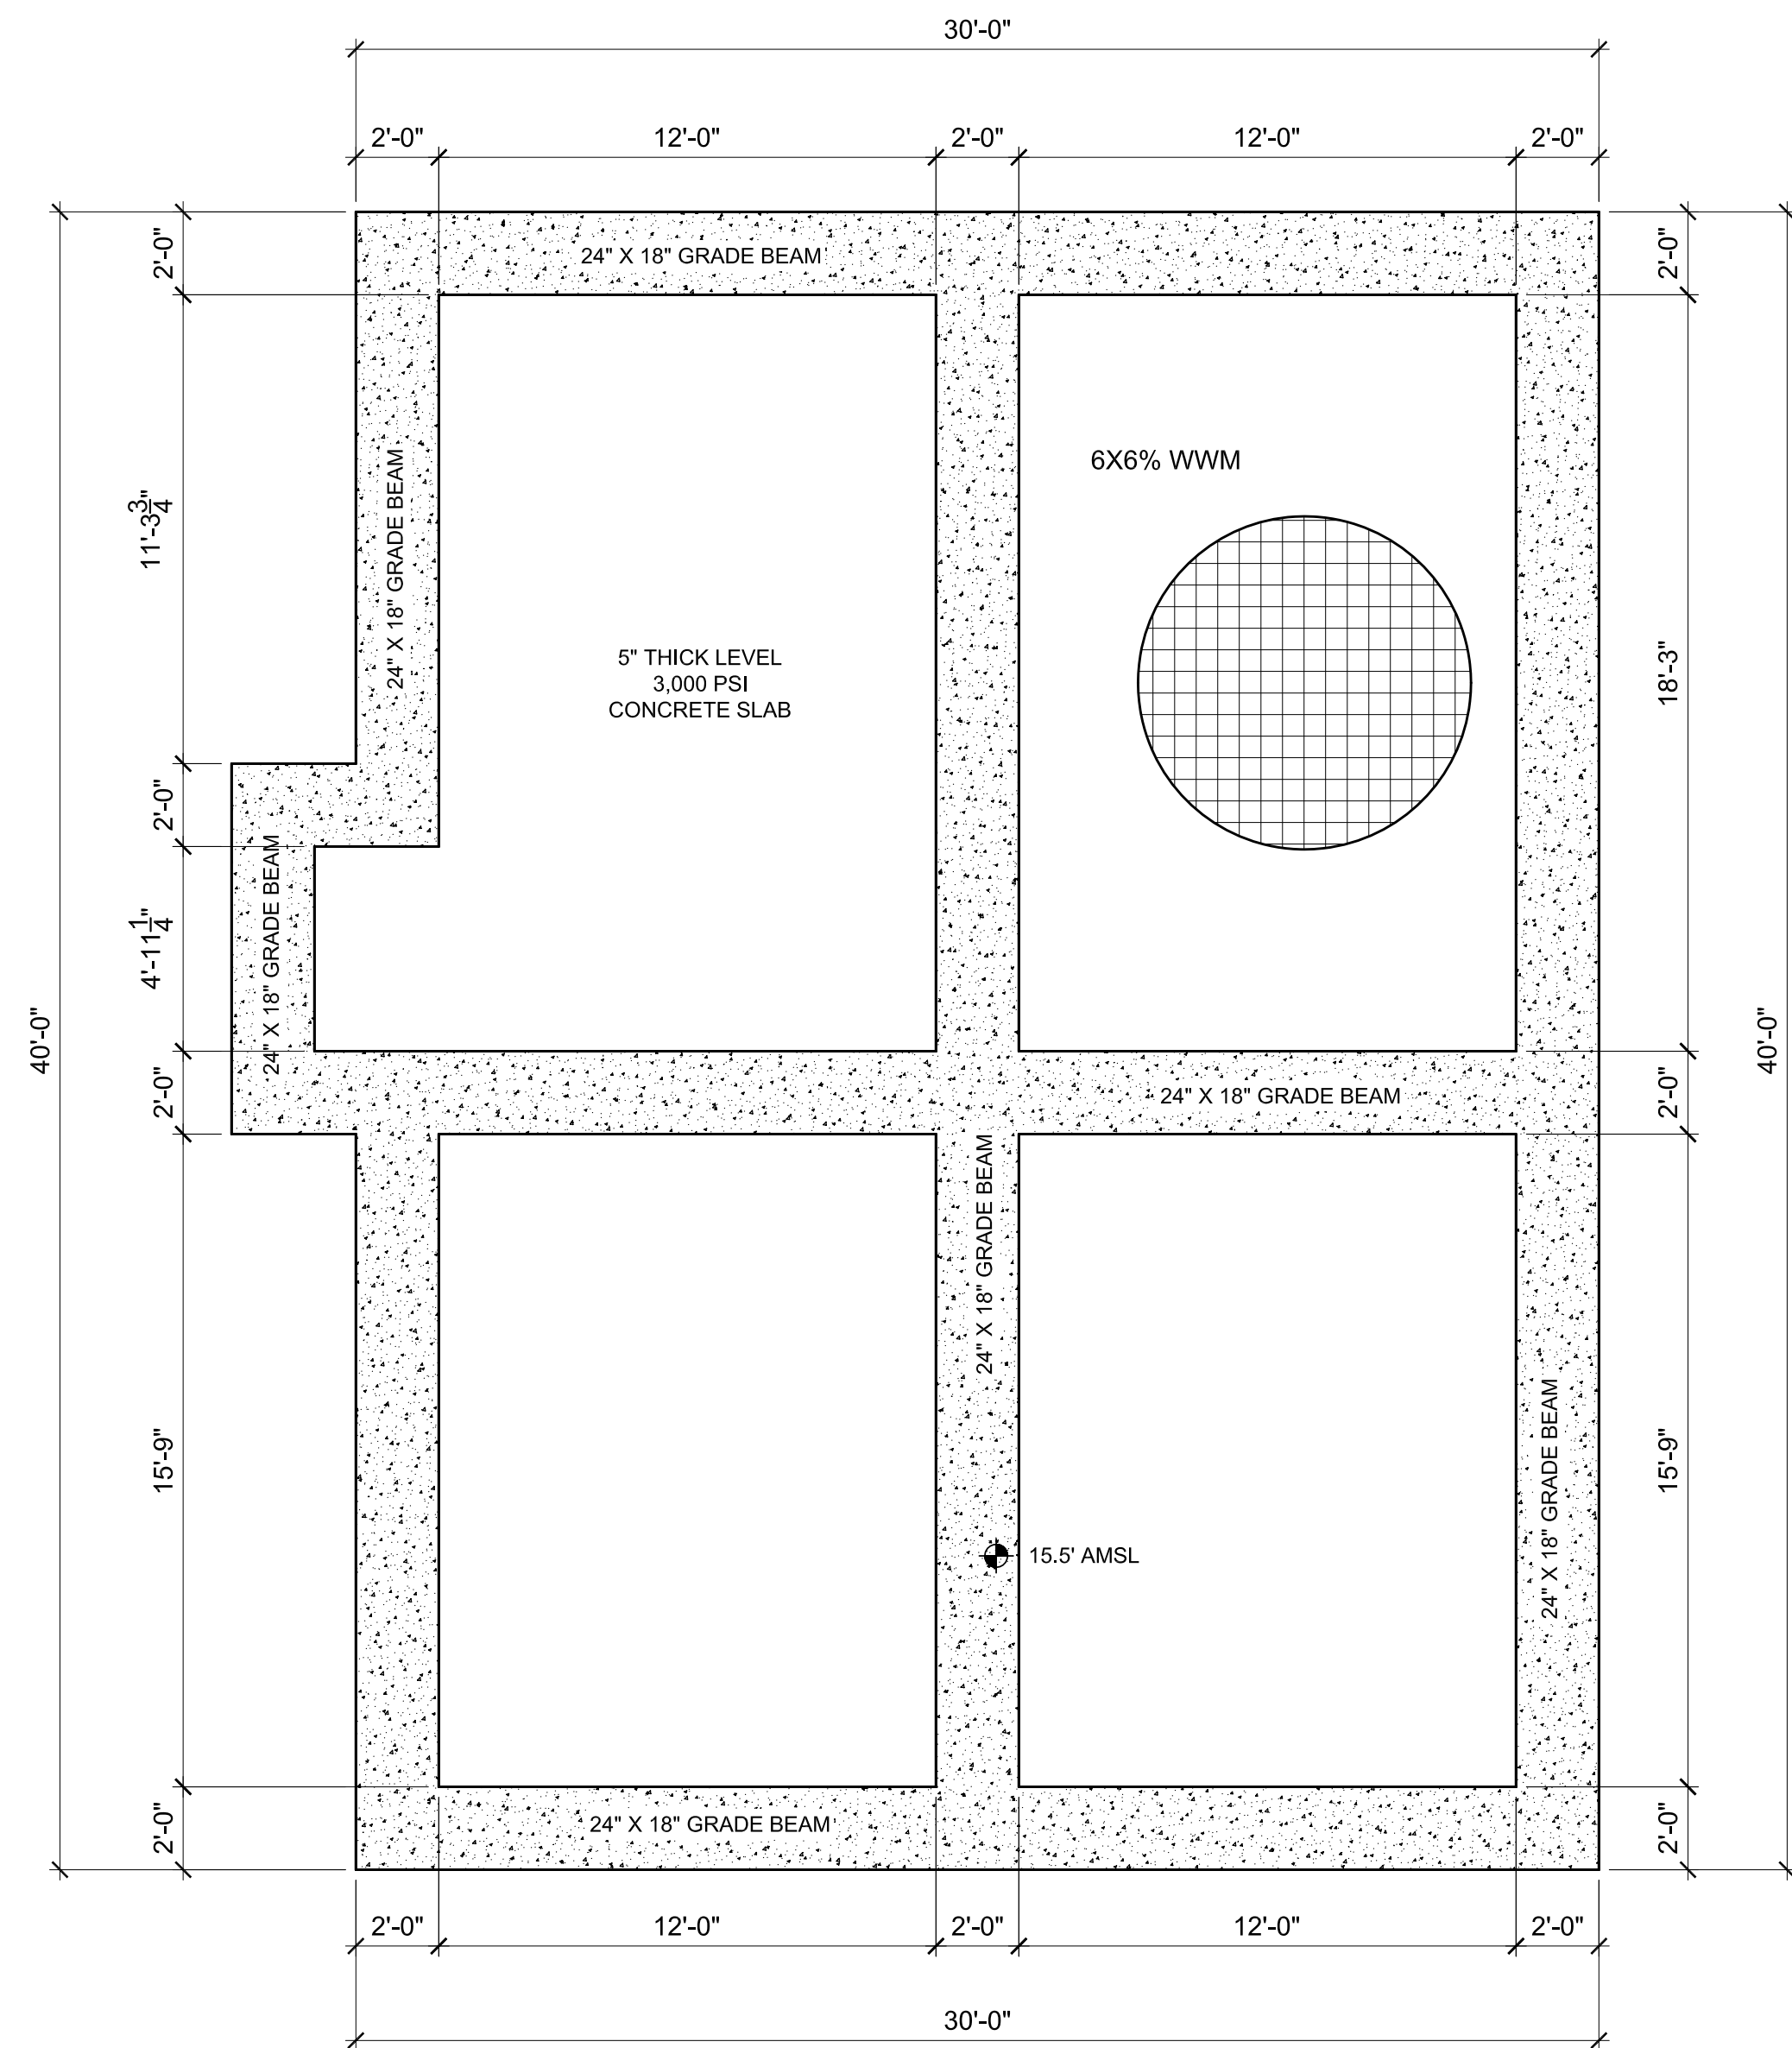 30'-0"
2'-0" 12'-0" 2'-0" 12'-0" 2'-0"
2'-0"
2'-0"
24" X 18" GRADE BEAM
6X6% WWM
24" X 18" GRADE BEAM
11'-3 3/4"
5" THICK LEVEL
3,000 PSI
CONCRETE SLAB
18'-3"
2'-0"
24" X 18" GRADE BEAM
4'-11 1/4"
40'-0"
40'-0"
2'-0"
24" X 18" GRADE BEAM
2'-0"
24" X 18" GRADE BEAM
15'-9"
15'-9"
24" X 18" GRADE BEAM
15.5' AMSL
2'-0"
24" X 18" GRADE BEAM
2'-0"
2'-0" 12'-0" 2'-0" 12'-0" 2'-0"
30'-0"